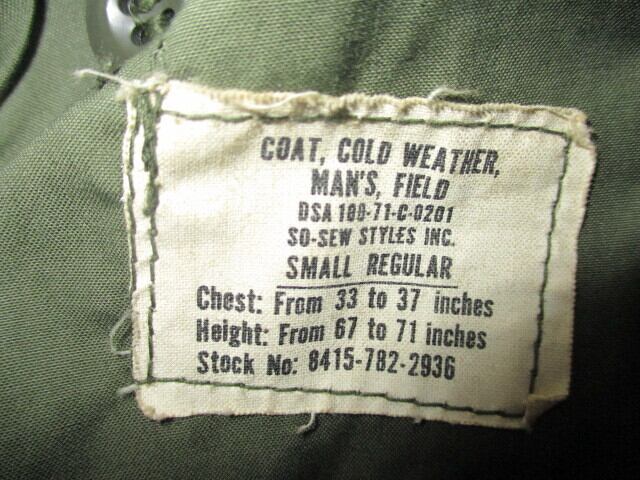 COAT, COLD WEATHER,
MAN'S, FIELD
DSA 100-71-C-0201
SO-SEW STYLES INC.
SMALL REGULAR
Chest: From 33 to 37 inches
Height: From 67 to 71 inches
Stock No: 8415-782-2936